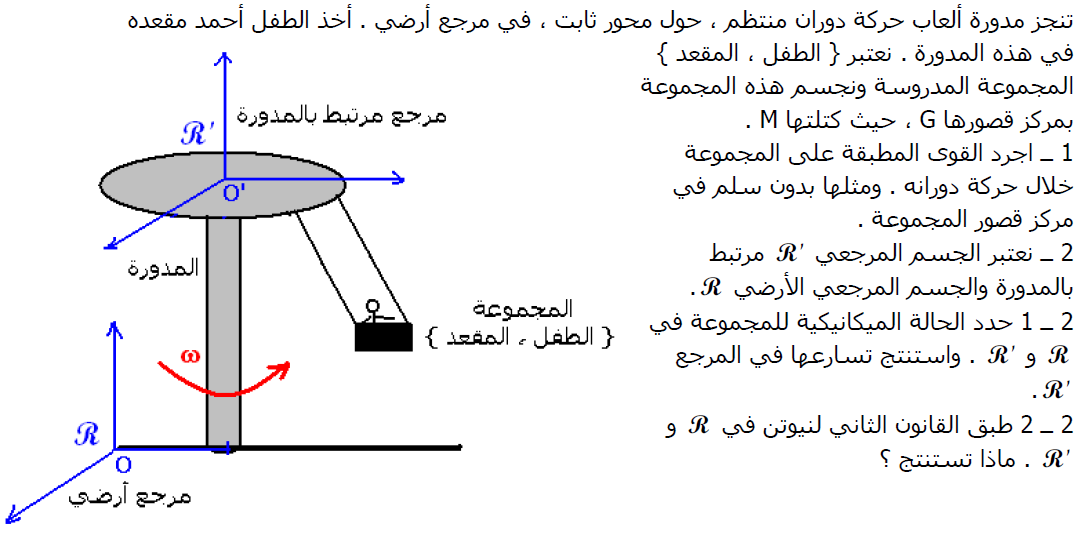 تنجز مدورة ألعاب حركة دوران منتظم ، حول محور ثابت ، في مرجع أرضي . أخذ الطفل أحمد مقعده
في هذه المدورة . نعتبر { الطفل ، المقعد }
المجموعة المدروسة ونجسم هذه المجموعة
بمركز قصورها G ، حيث كتلتها M .
1 ــ اجرد القوى المطبقة على المجموعة
خلال حركة دورانه . ومثلها بدون سلم في
مركز قصور المجموعة .
2 ــ نعتبر الجسم المرجعي ℛ' مرتبط
بالمدورة والجسم المرجعي الأرضي ℛ .
2 ــ 1 حدد الحالة الميكانيكية للمجموعة في
ℛ و ℛ' . واستنتج تسارعها في المرجع
ℛ' .
2 ــ 2 طبق القانون الثاني لنيوتن في ℛ و
ℛ' . ماذا تستنتج ؟
مرجع مرتبط بالمدورة
ℛ'
O'
المدورة
المجموعة
{ الطفل ، المقعد }
ω
ℛ
O
مرجع أرضي